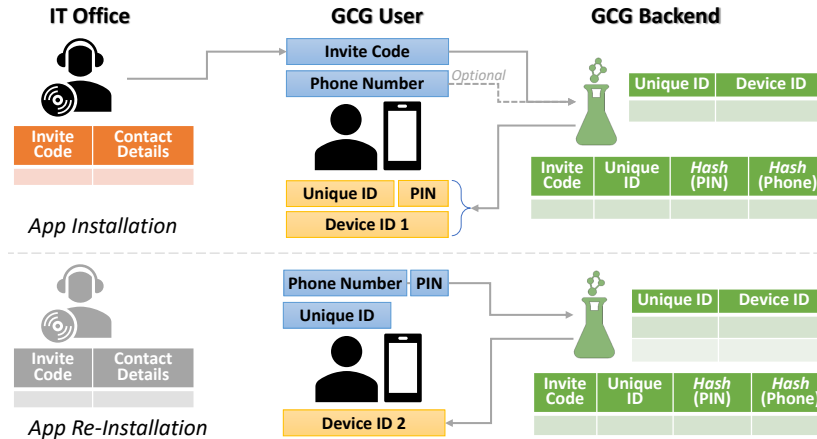 IT Office
GCG User
GCG Backend
Invite Code
Phone Number
Optional
Unique ID
Device ID
Invite
Code
Contact
Details
Invite
Code
Unique
ID
Hash
(PIN)
Hash
(Phone)
Unique ID
PIN
Device ID 1
App Installation
Phone Number
PIN
Unique ID
Unique ID
Device ID
Invite
Code
Contact
Details
Invite
Code
Unique
ID
Hash
(PIN)
Hash
(Phone)
Device ID 2
App Re-Installation